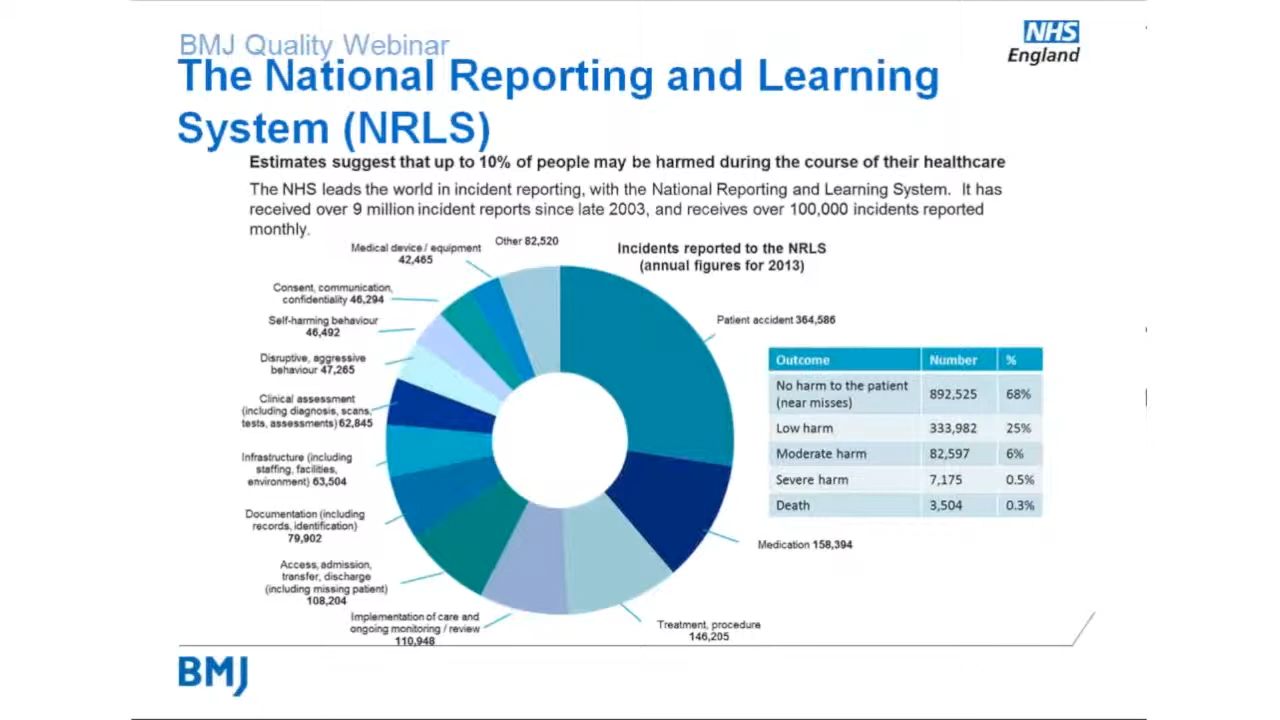 BMJ Quality Webinar
NHS
England
The National Reporting and Learning
System (NRLS)
Estimates suggest that up to 10% of people may be harmed during the course of their healthcare
The NHS leads the world in incident reporting, with the National Reporting and Learning System. It has
received over 9 million incident reports since late 2003, and receives over 100,000 incidents reported
monthly.
Incidents reported to the NRLS
(annual figures for 2013)
Patient accident 364,586
Medication 158,394
Treatment, procedure
146,205
Implementation of care and
ongoing monitoring / review
110,948
Access, admission,
transfer, discharge
(including missing patient)
108,204
Documentation (including
records, identification)
79,902
Infrastructure (including
staffing, facilities,
environment) 63,504
Clinical assessment
(including diagnosis, scans,
tests, assessments) 62,845
Disruptive, aggressive
behaviour 47,265
Self-harming behaviour
46,492
Consent, communication,
confidentiality 46,294
Medical device / equipment
42,465
Other 82,520
Outcome Number %
No harm to the patient
(near misses) 892,525 68%
Low harm 333,982 25%
Moderate harm 82,597 6%
Severe harm 7,175 0.5%
Death 3,504 0.3%
BMJ